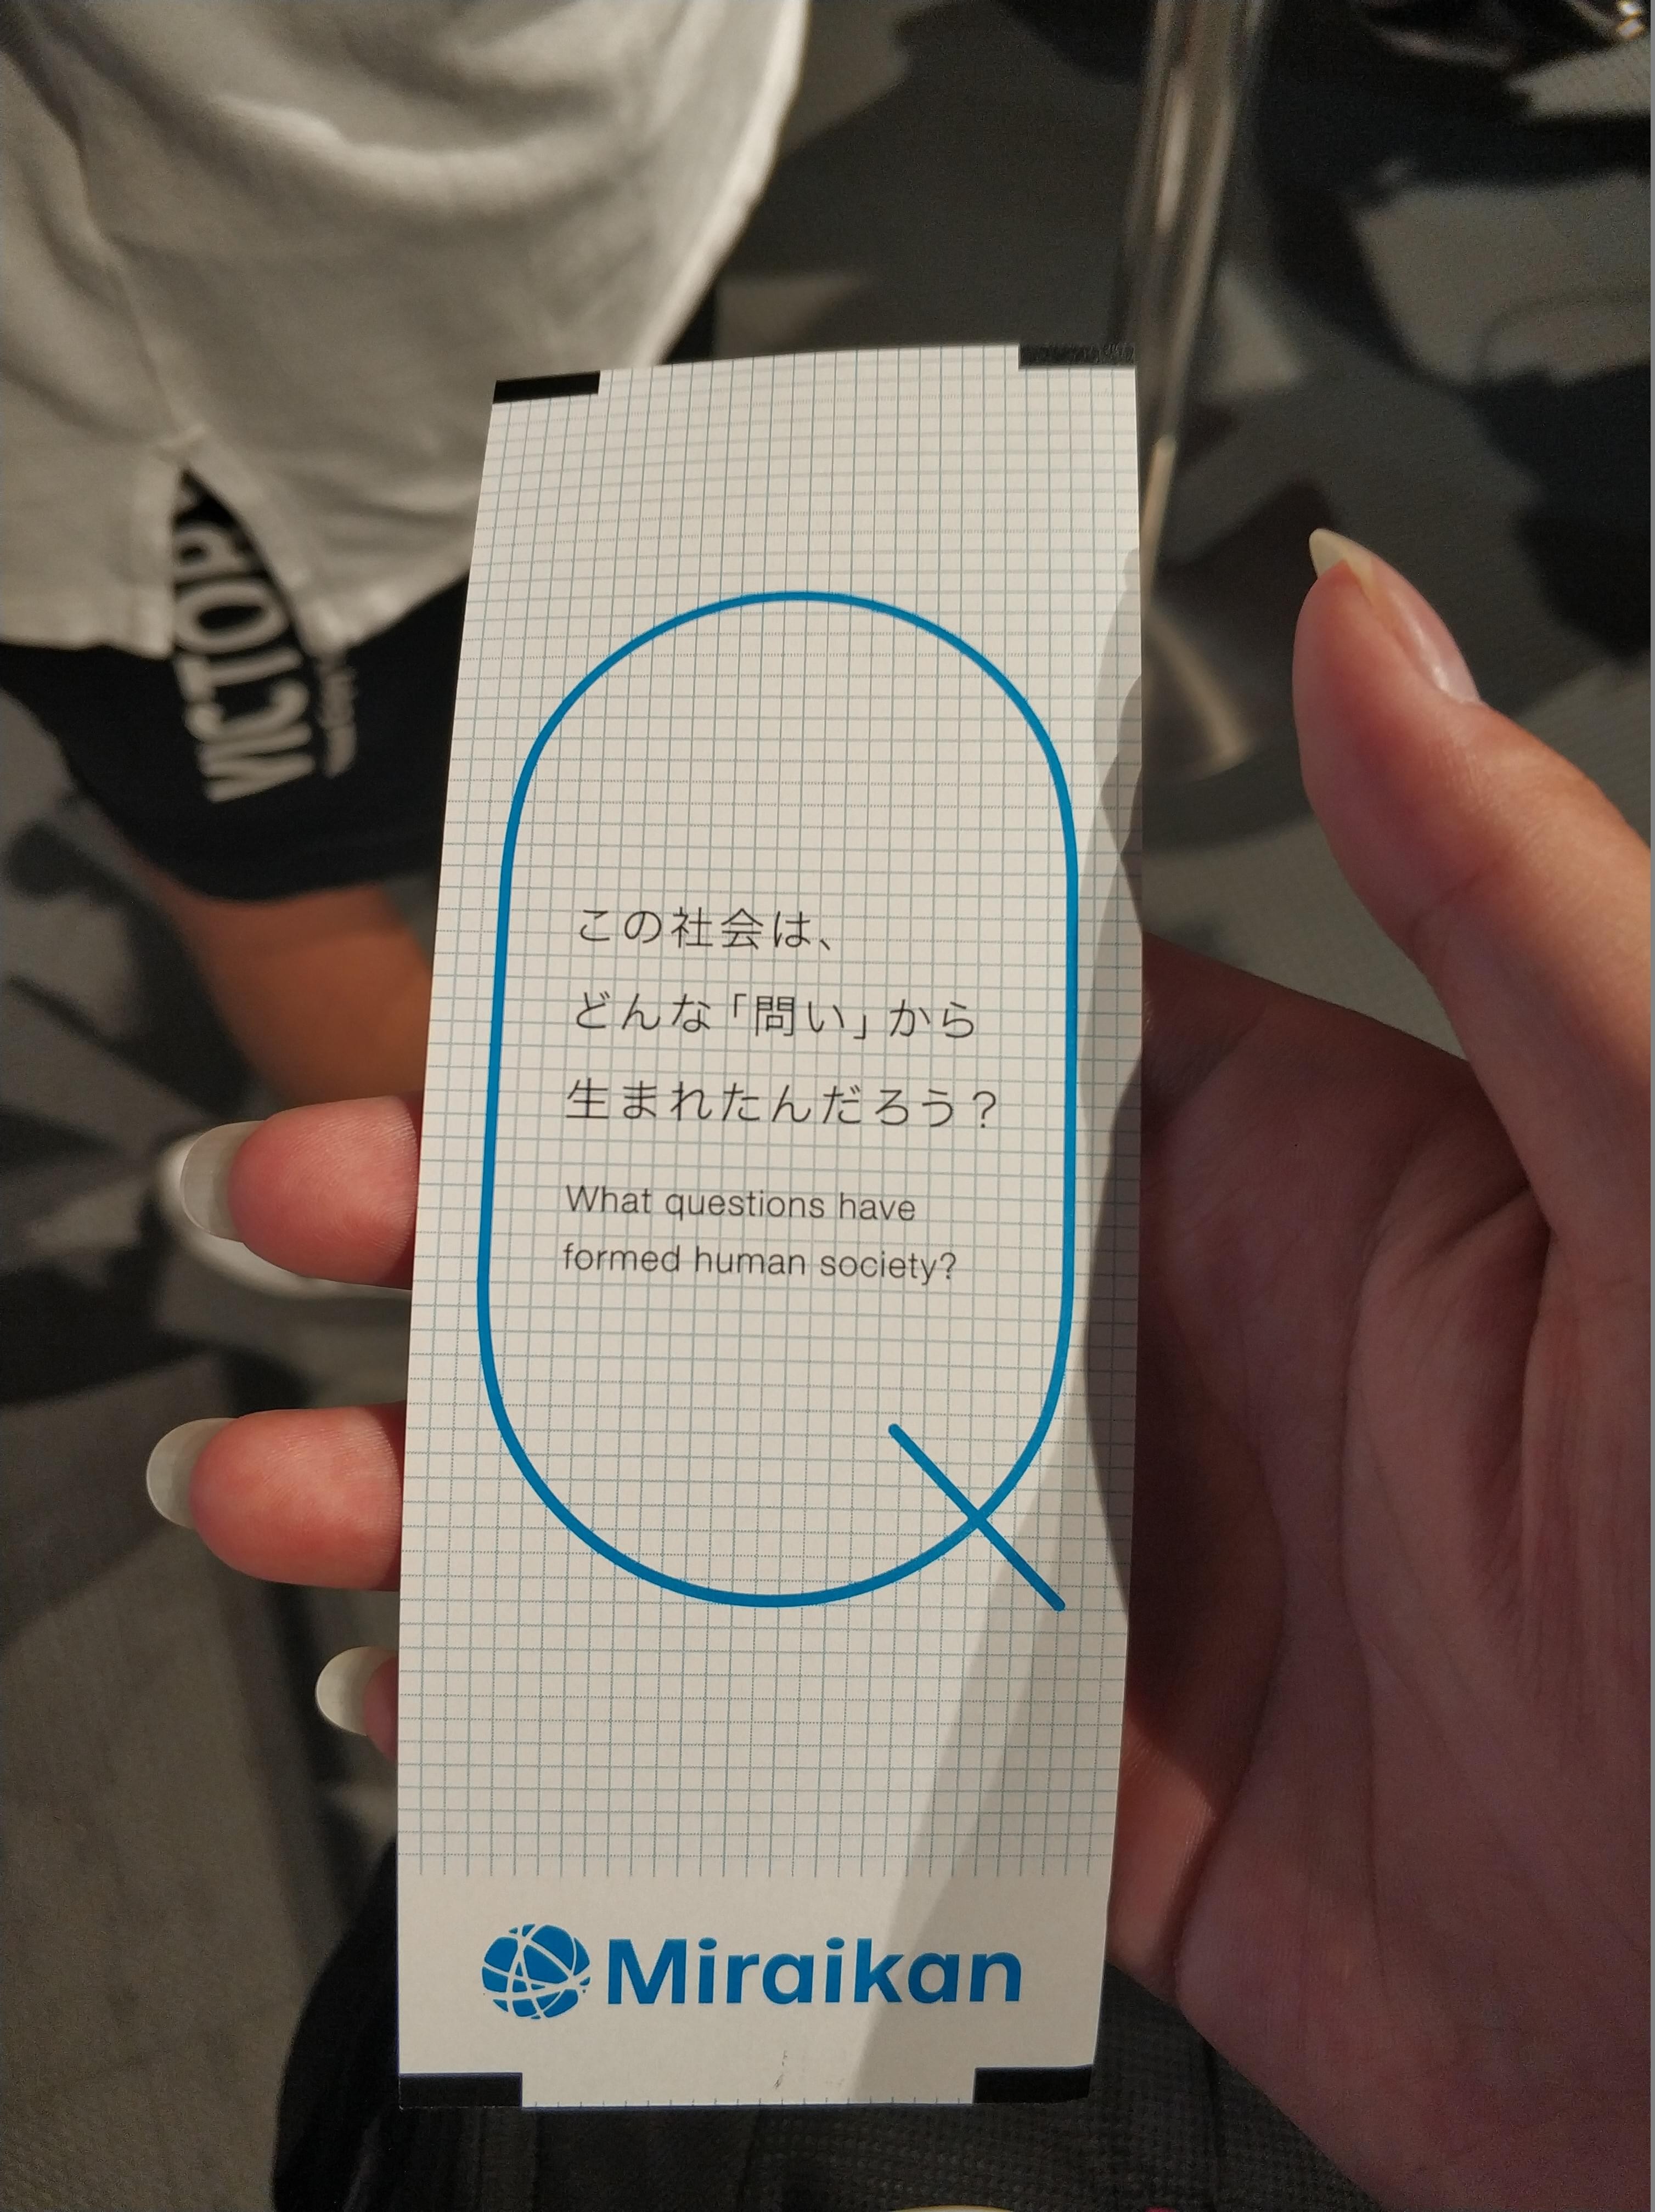 この社会は、
どんな「問い」から
生まれたんだろう？
What questions have
formed human society?
Miraikan
VICTORY